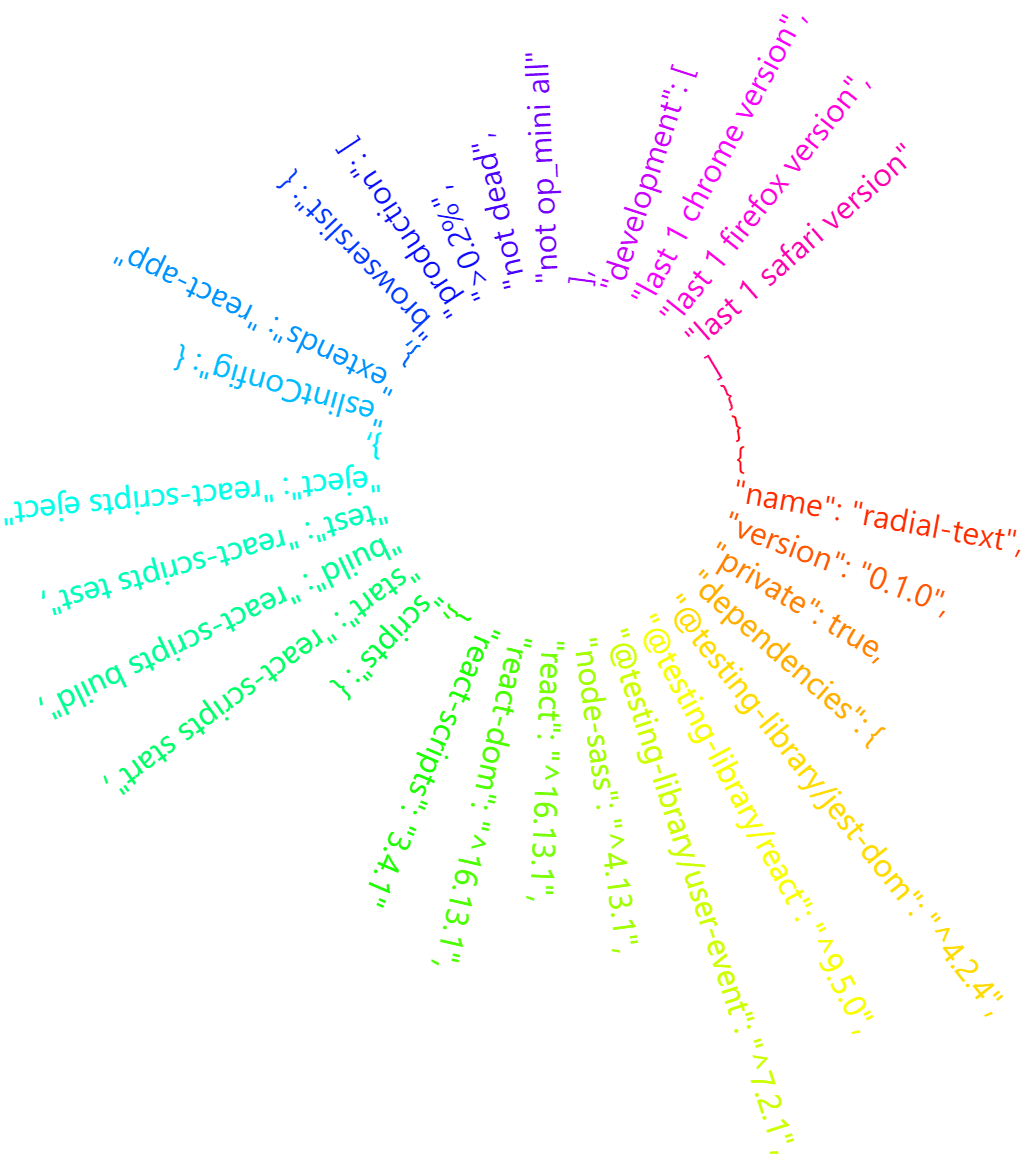 {
"name": "radial-text",
"version": "0.1.0",
"private": true,
"dependencies": {
"@testing-library/jest-dom": "^4.2.4",
"@testing-library/react": "^9.5.0",
"@testing-library/user-event": "^7.2.1",
"node-sass": "^4.13.1",
"react": "^16.13.1",
"react-dom": "^16.13.1",
"react-scripts": "3.4.1"
},
"scripts": {
"start": "react-scripts start",
"build": "react-scripts build",
"test": "react-scripts test",
"eject": "react-scripts eject"
},
"eslintConfig": {
"extends": "react-app"
},
"browserslist": {
"production": [
">0.2%",
"not dead",
"not op_mini all"
],
"development": [
"last 1 chrome version",
"last 1 firefox version",
"last 1 safari version"
]
}
}